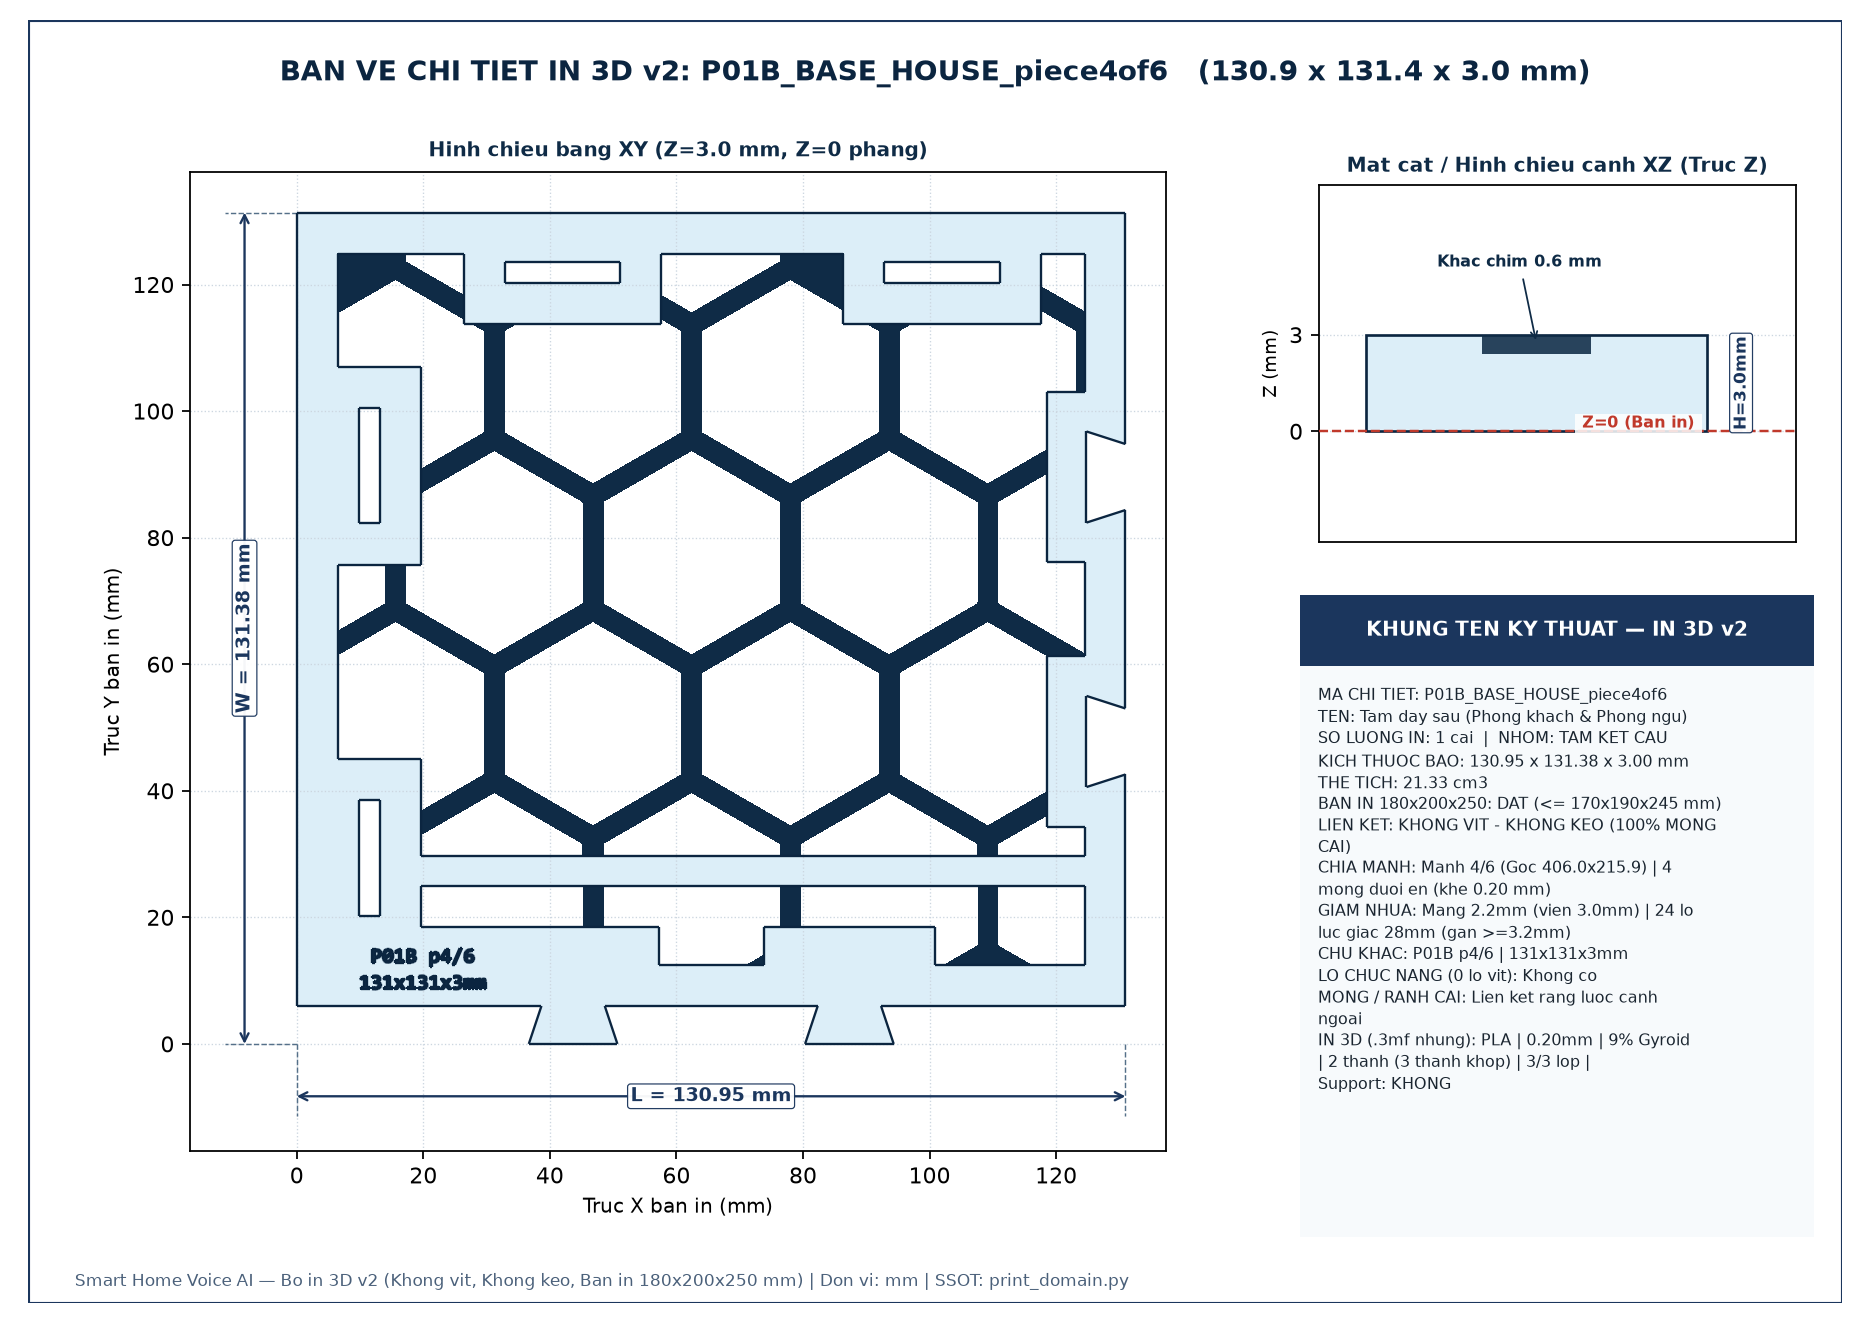 BAN VE CHI TIET IN 3D v2: P01B_BASE_HOUSE_piece4of6 (130.9 x 131.4 x 3.0 mm)
Hinh chieu bang XY (Z=3.0 mm, Z=0 phang)
120
100
80
60
40
20
0
Truc Y ban in (mm)
W = 131.38 mm
P01B p4/6
131x131x3mm
L = 130.95 mm
0 20 40 60 80 100 120
Truc X ban in (mm)
Mat cat / Hinh chieu canh XZ (Truc Z)
Khac chim 0.6 mm
Z (mm)
3
0
H=3.0mm
Z=0 (Ban in)
KHUNG TEN KY THUAT — IN 3D v2
MA CHI TIET: P01B_BASE_HOUSE_piece4of6
TEN: Tam day sau (Phong khach & Phong ngu)
SO LUONG IN: 1 cai | NHOM: TAM KET CAU
KICH THUOC BAO: 130.95 x 131.38 x 3.00 mm
THE TICH: 21.33 cm3
BAN IN 180x200x250: DAT (<= 170x190x245 mm)
LIEN KET: KHONG VIT - KHONG KEO (100% MONG
CAI)
CHIA MANH: Manh 4/6 (Goc 406.0x215.9) | 4
mong duoi en (khe 0.20 mm)
GIAM NHUA: Mang 2.2mm (vien 3.0mm) | 24 lo
luc giac 28mm (gan >=3.2mm)
CHU KHAC: P01B p4/6 | 131x131x3mm
LO CHUC NANG (0 lo vit): Khong co
MONG / RANH CAI: Lien ket rang luoc canh
ngoai
IN 3D (.3mf nhung): PLA | 0.20mm | 9% Gyroid
| 2 thanh (3 thanh khop) | 3/3 lop |
Support: KHONG
Smart Home Voice AI — Bo in 3D v2 (Khong vit, Khong keo, Ban in 180x200x250 mm) | Don vi: mm | SSOT: print_domain.py